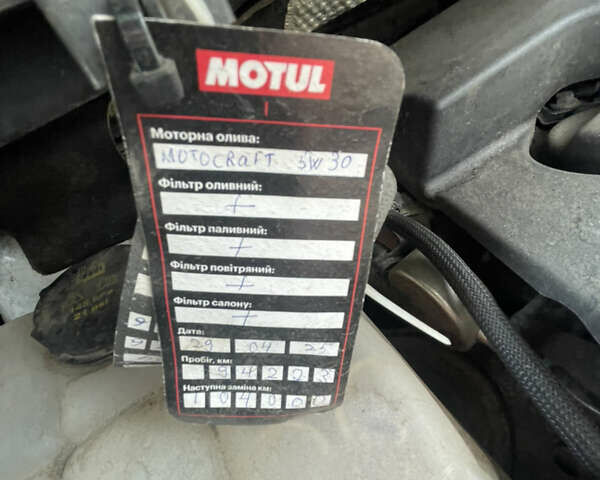 MOTUL
Моторна олива:
MOTOCRAFT 5W30
Фільтр оливний:
+
Фільтр паливний:
+
Фільтр повітряний:
+
Фільтр салону:
+
Дата:
29 04 23
Пробіг, км:
94202
Наступна заміна км:
104000